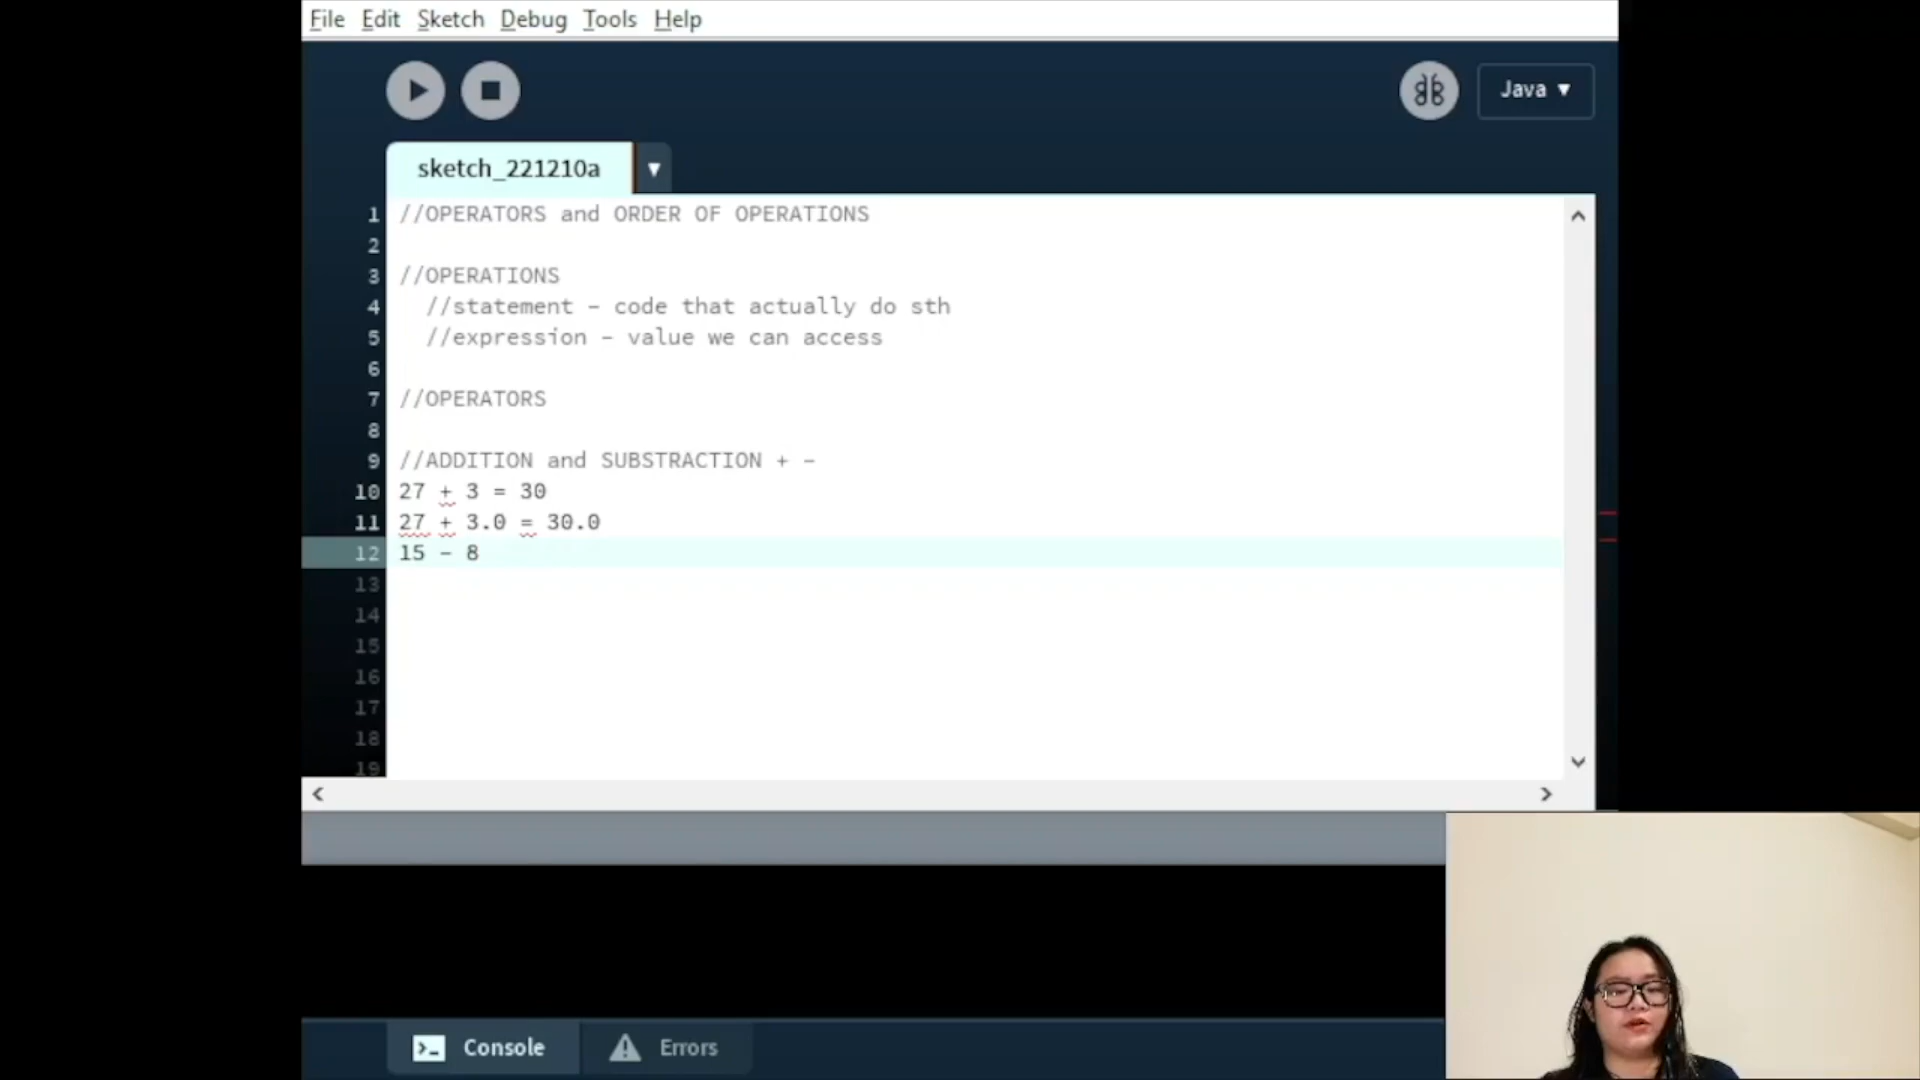 File Edit Sketch Debug Tools Help
Java ▼
sketch_221210a ▼
1 //OPERATORS and ORDER OF OPERATIONS
2
3 //OPERATIONS
4 //statement - code that actually do sth
5 //expression - value we can access
6
7 //OPERATORS
8
9 //ADDITION and SUBSTRACTION + -
10 27 + 3 = 30
11 27 + 3.0 = 30.0
12 15 - 8
13
14
15
16
17
18
19
Console Errors